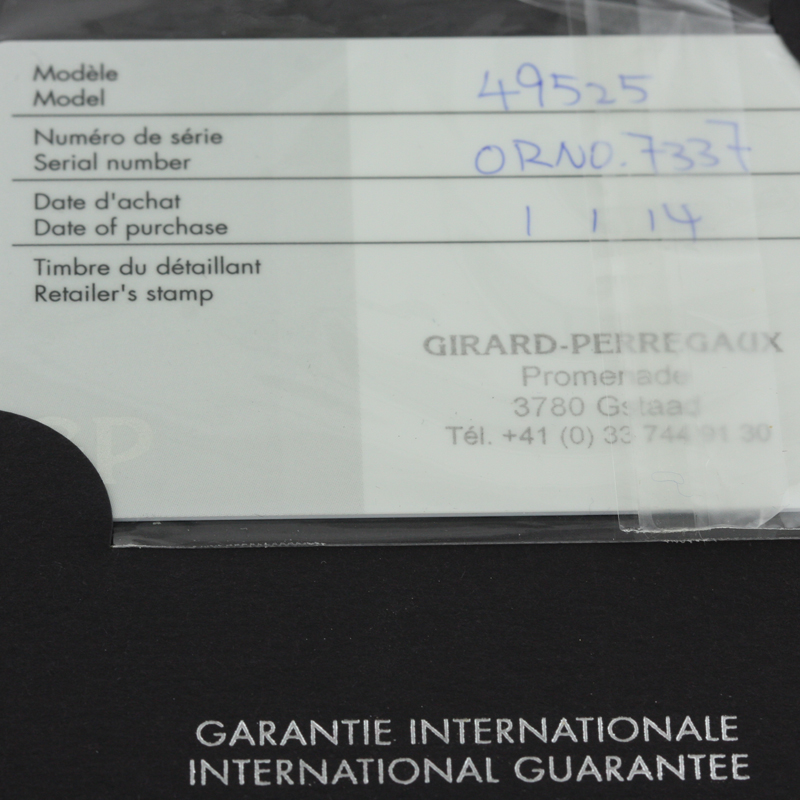 Modèle
Model
49525
Numéro de série
Serial number
ORNO.7337
Date d'achat
Date of purchase
1 1 14
Timbre du détaillant
Retailer's stamp
GIRARD-PERREGAUX
Promenade
3780 Gstaad
Tél. +41 (0) 33 744 91 30
GP
GARANTIE INTERNATIONALE
INTERNATIONAL GUARANTEE